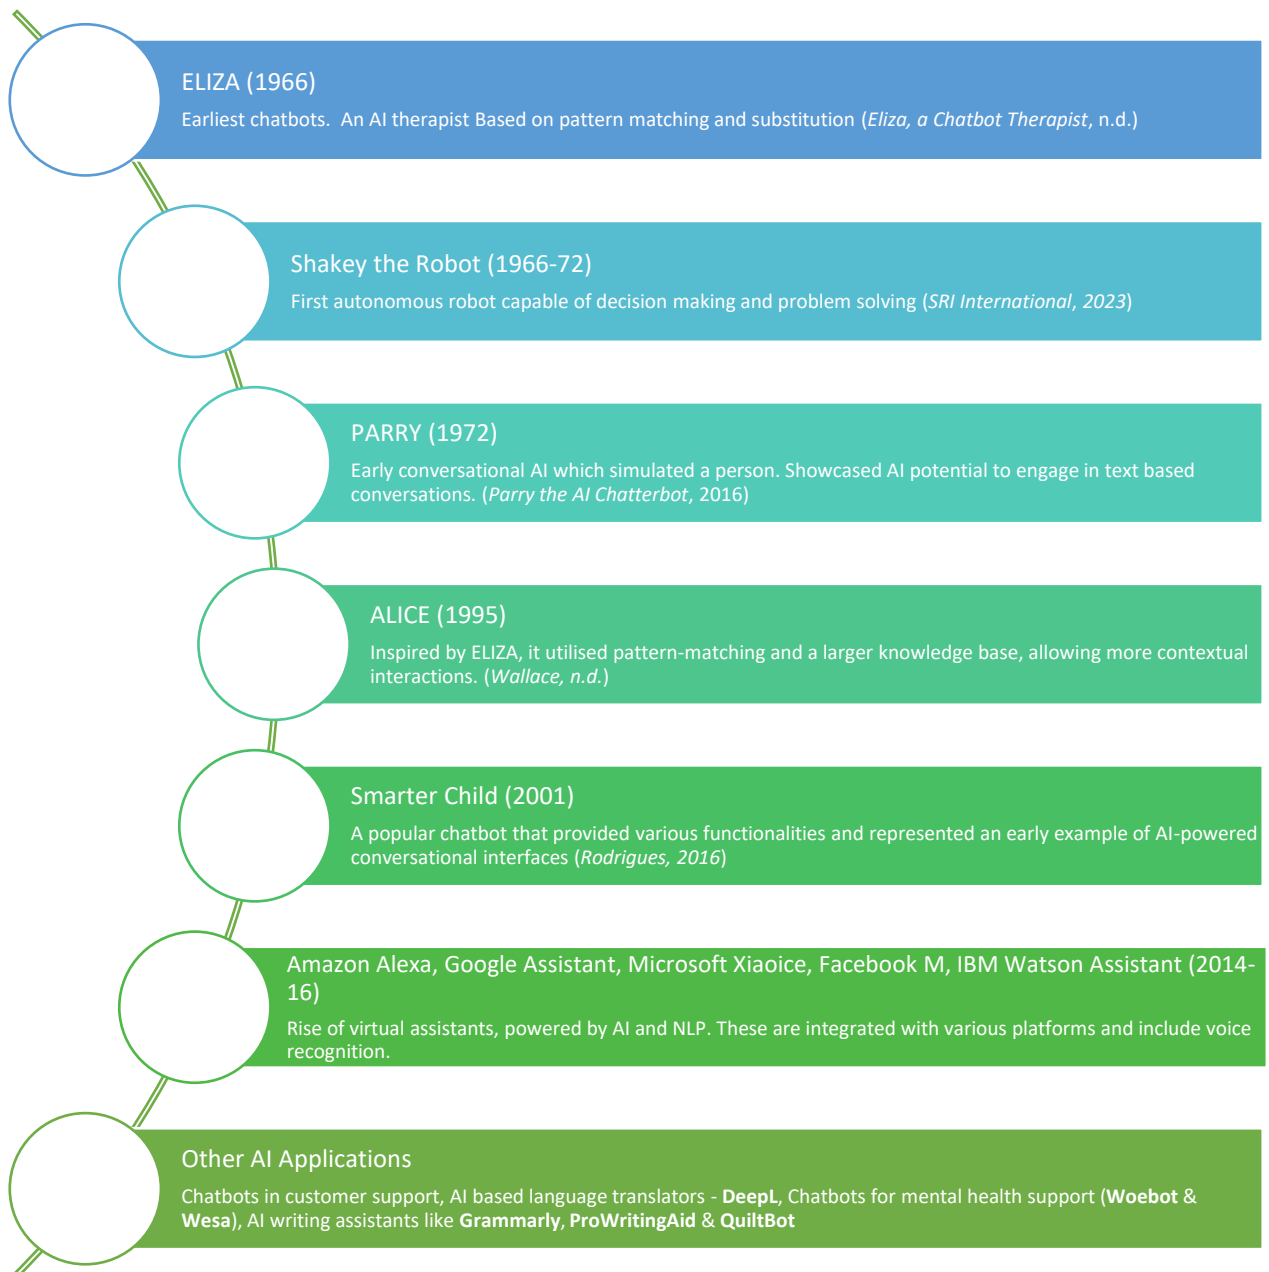 ELIZA (1966)
Earliest chatbots.  An AI therapist Based on pattern matching and substitution (Eliza, a Chatbot Therapist, n.d.)
Shakey the Robot (1966-72)
First autonomous robot capable of decision making and problem solving (SRI International, 2023)
PARRY (1972)
Early conversational AI which simulated a person. Showcased AI potential to engage in text based
conversations. (Parry the AI Chatterbot, 2016)
ALICE (1995)
Inspired by ELIZA, it utilised pattern-matching and a larger knowledge base, allowing more contextual
interactions. (Wallace, n.d.)
Smarter Child (2001)
A popular chatbot that provided various functionalities and represented an early example of AI-powered
conversational interfaces (Rodrigues, 2016)
Amazon Alexa, Google Assistant, Microsoft Xiaoice, Facebook M, IBM Watson Assistant (2014-
16)
Rise of virtual assistants, powered by AI and NLP. These are integrated with various platforms and include voice
recognition.
Other AI Applications
Chatbots in customer support, AI based language translators - DeepL, Chatbots for mental health support (Woebot &
Wesa), AI writing assistants like Grammarly, ProWritingAid & QuiltBot